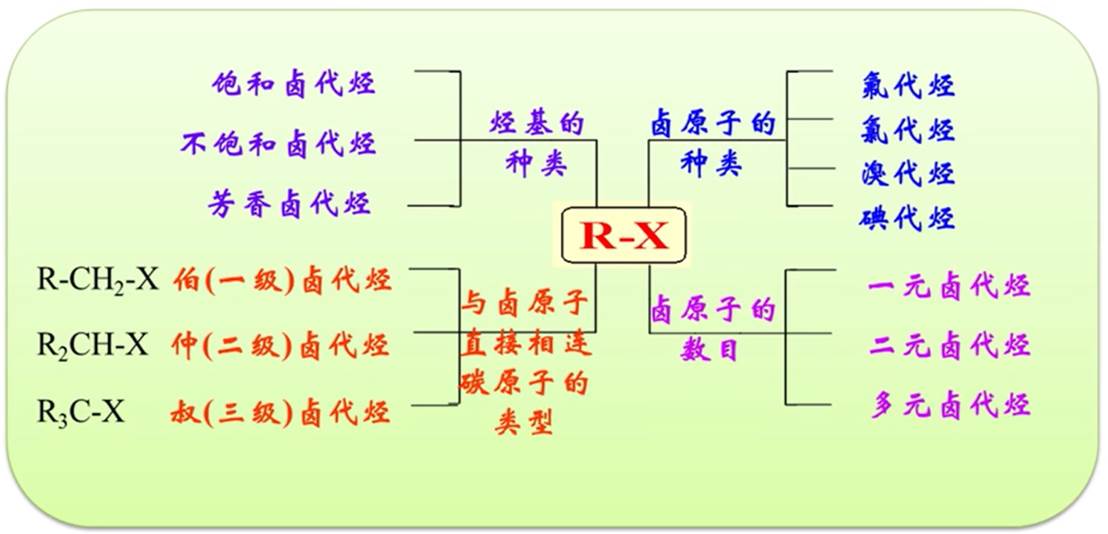 饱和卤代烃
不饱和卤代烃
芳香卤代烃
烃基的
种类
卤原子的
种类
氟代烃
氯代烃
溴代烃
碘代烃
R-X
R-CH₂-X 伯(一级)卤代烃
R₂CH-X 仲(二级)卤代烃
R₃C-X 叔(三级)卤代烃
与卤原子
直接相连
碳原子的
类型
卤原子的
数目
一元卤代烃
二元卤代烃
多元卤代烃